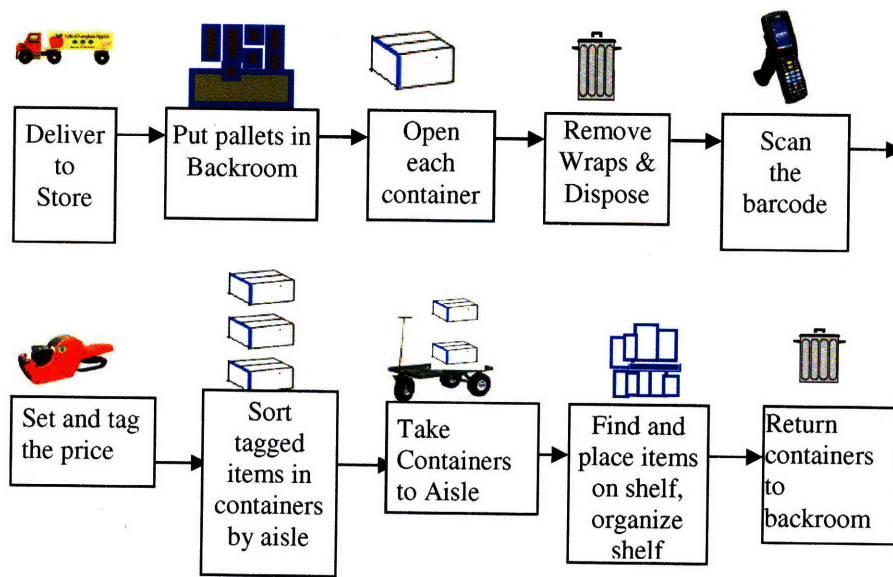 Deliver
to
Store
Put pallets in
Backroom
Open
each
container
Remove
Wraps &
Dispose
Scan
the
barcode
Set and tag
the price
Sort
tagged
items in
containers
by aisle
Take
Containers
to Aisle
Find and
place items
on shelf,
organize
shelf
Return
containers
to
backroom